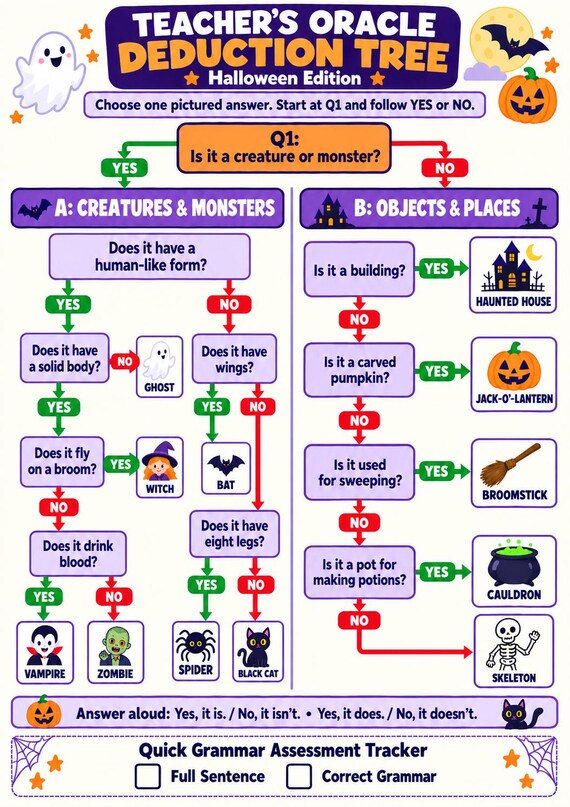 TEACHER'S ORACLE
DEDUCTION TREE
Halloween Edition
Choose one pictured answer. Start at Q1 and follow YES or NO.
Q1:
Is it a creature or monster?
YES
NO
A: CREATURES & MONSTERS
Does it have a
human-like form?
YES
NO
Does it have
a solid body?
NO
GHOST
Does it have
wings?
YES
YES
NO
Does it fly
on a broom?
YES
WITCH
BAT
NO
Does it have
eight legs?
Does it drink
blood?
YES
NO
YES
NO
VAMPIRE
ZOMBIE
SPIDER
BLACK CAT
B: OBJECTS & PLACES
Is it a building?
YES
HAUNTED HOUSE
NO
Is it a carved
pumpkin?
YES
JACK-O'-LANTERN
NO
Is it used
for sweeping?
YES
BROOMSTICK
NO
Is it a pot for
making potions?
YES
CAULDRON
NO
SKELETON
Answer aloud: Yes, it is. / No, it isn't. • Yes, it does. / No, it doesn't.
Quick Grammar Assessment Tracker
Full Sentence
Correct Grammar